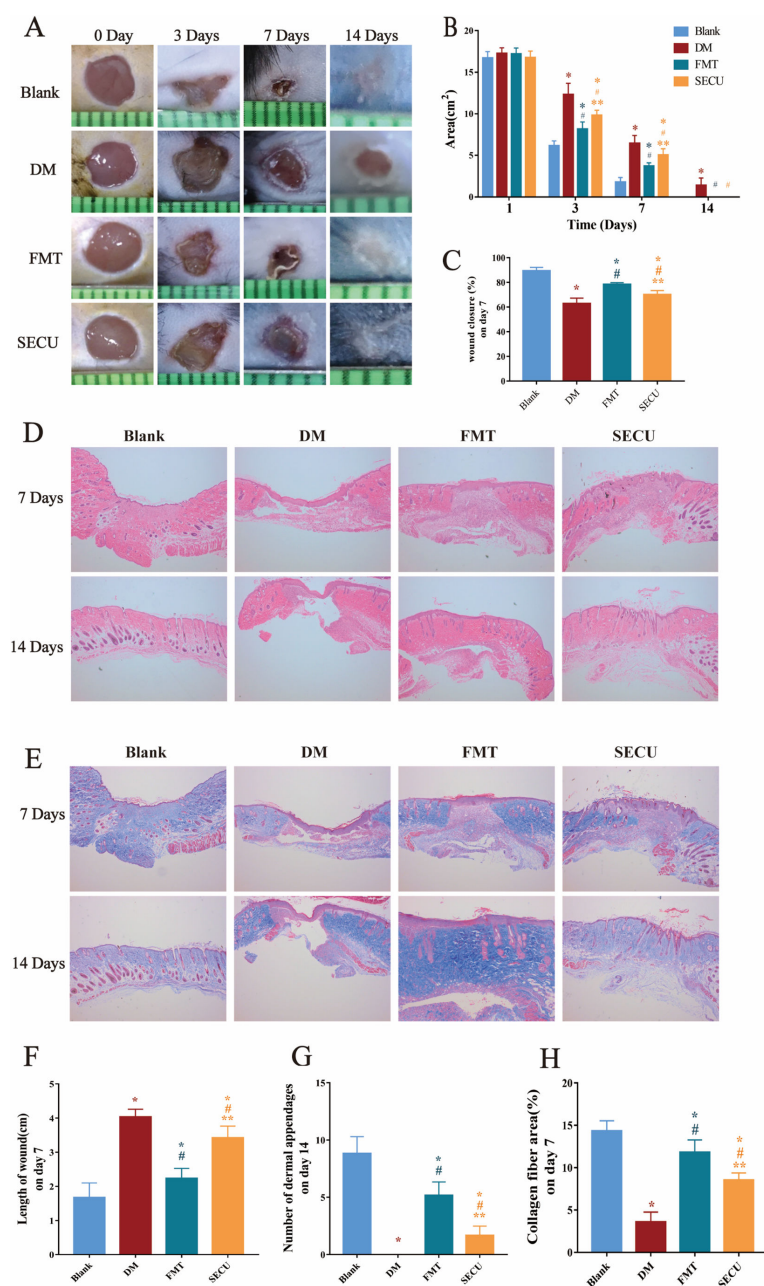 A
0 Day 3 Days 7 Days 14 Days
Blank
DM
FMT
SECU
B
Blank
DM
FMT
SECU
Area(cm²)
20
15
10
5
0
* * # * # **
* * # * # **
* # #
1 3 7 14
Time (Days)
C
wound closure (%)
on day 7
100
80
60
40
20
0
* * # * # **
Blank DM FMT SECU
D
Blank DM FMT SECU
7 Days
14 Days
E
Blank DM FMT SECU
7 Days
14 Days
F
Length of wound(cm)
on day 7
5
4
3
2
1
0
* * # * # **
Blank DM FMT SECU
G
Number of dermal appendages
on day 14
15
10
5
0
* * # * # **
Blank DM FMT SECU
H
Collagen fiber area(%)
on day 7
20
15
10
5
0
* * # * # **
Blank DM FMT SECU